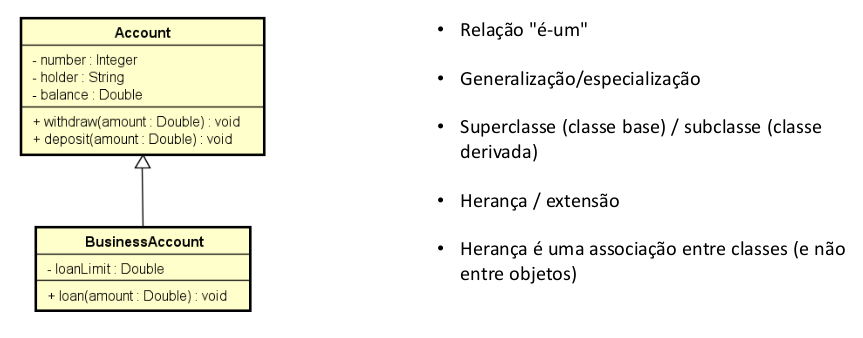 Account
- number : Integer
- holder : String
- balance : Double
+ withdraw(amount : Double) : void
+ deposit(amount : Double) : void
BusinessAccount
- loanLimit : Double
+ loan(amount : Double) : void
• Relação "é-um"
• Generalização/especialização
• Superclasse (classe base) / subclasse (classe
derivada)
• Herança / extensão
• Herança é uma associação entre classes (e não
entre objetos)